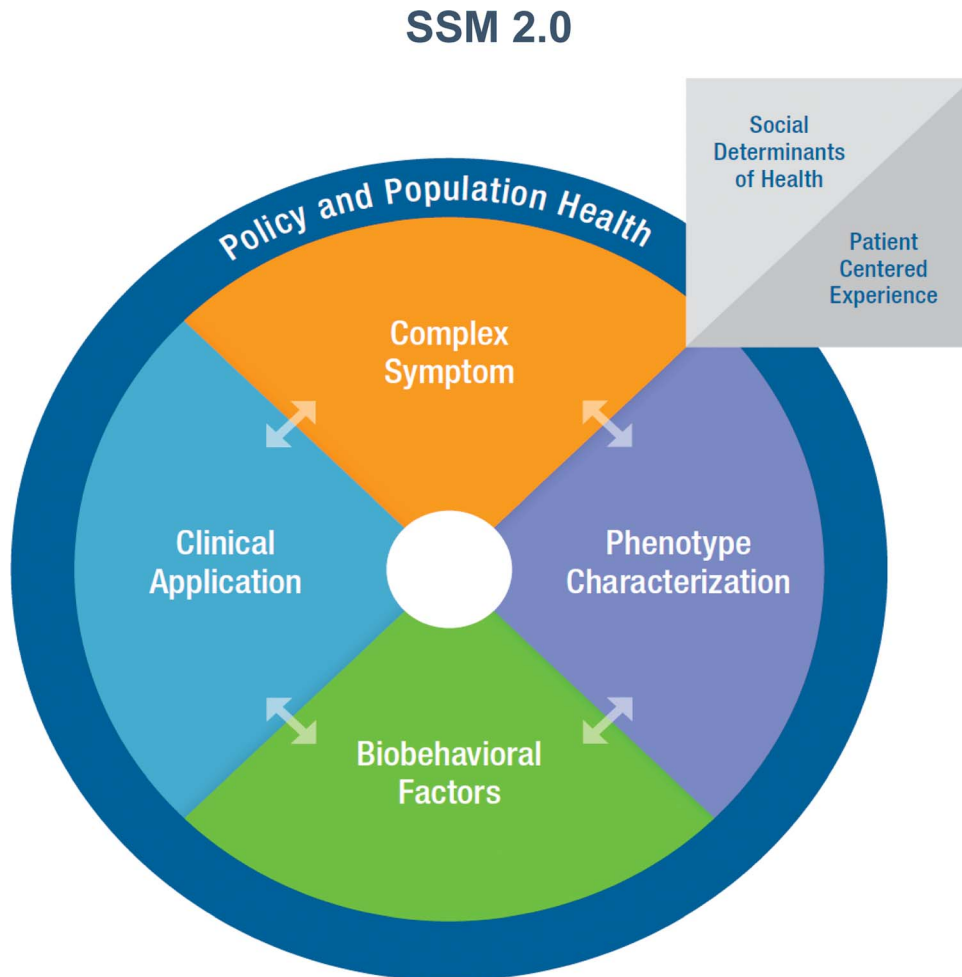 SSM 2.0
Social
Determinants
of Health
Policy and Population Health
Patient
Centered
Experience
Complex
Symptom
Clinical
Application
Phenotype
Characterization
Biobehavioral
Factors